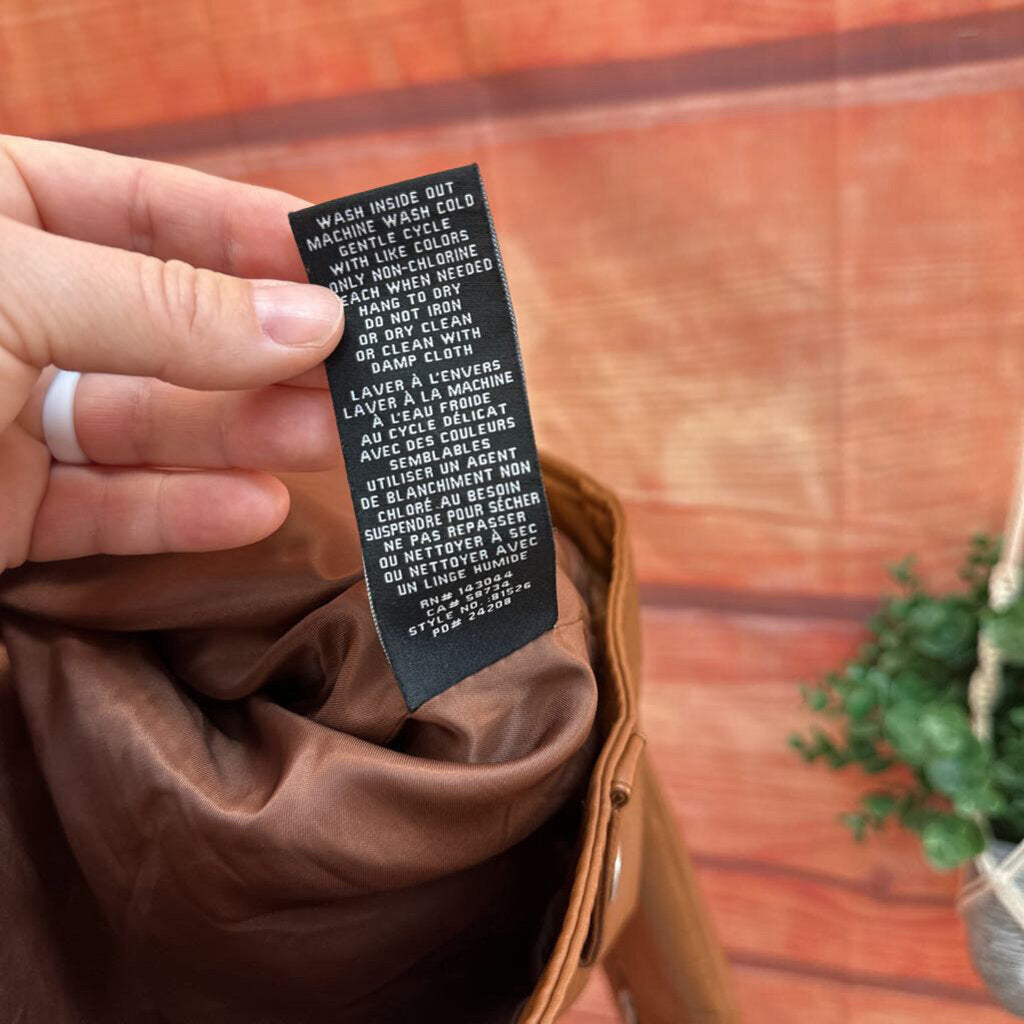 WASH INSIDE OUT
MACHINE WASH COLD
GENTLE CYCLE
WITH LIKE COLORS
ONLY NON-CHLORINE
EACH WHEN NEEDED
HANG TO DRY
DO NOT IRON
OR DRY CLEAN
OR CLEAN WITH
DAMP CLOTH
LAVER À L'ENVERS
LAVER À LA MACHINE
À L'EAU FROIDE
AU CYCLE DÉLICAT
AVEC DES COULEURS
SEMBLABLES
UTILISER UN AGENT
DE BLANCHIMENT NON
CHLORÉ AU BESOIN
SUSPENDRE POUR SÉCHER
NE PAS REPASSER
OU NETTOYER À SEC
OU NETTOYER AVEC
UN LINGE HUMIDE
RN# 143044
CA# 58734
STYLE NO.:81526
PO# 24208